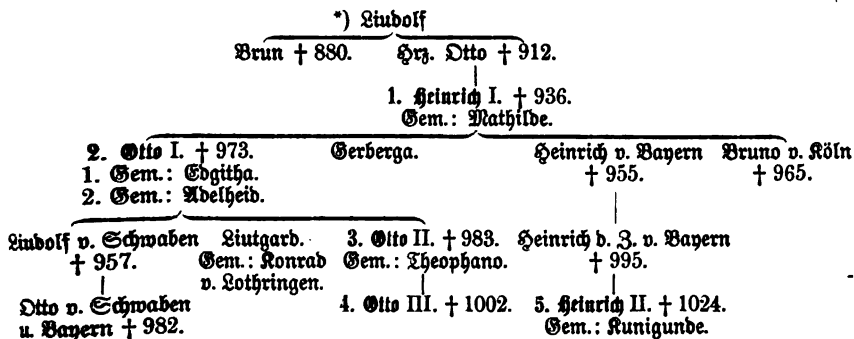 *) Liudolf
Brun † 880. Hrz. Otto † 912.
1. Heinrich I. † 936.
Gem.: Mathilde.
2. Otto I. † 973. Gerberga. Heinrich v. Bayern Bruno v. Köln
1. Gem.: Edgitha. † 955. † 965.
2. Gem.: Adelheid.
Liudolf v. Schwaben Liutgard. 3. Otto II. † 983. Heinrich d. Z. v. Bayern
† 957. Gem.: Konrad Gem.: Theophano. † 995.
v. Lothringen.
Otto v. Schwaben 4. Otto III. † 1002. 5. Heinrich II. † 1024.
u. Bayern † 982. Gem.: Kunigunde.